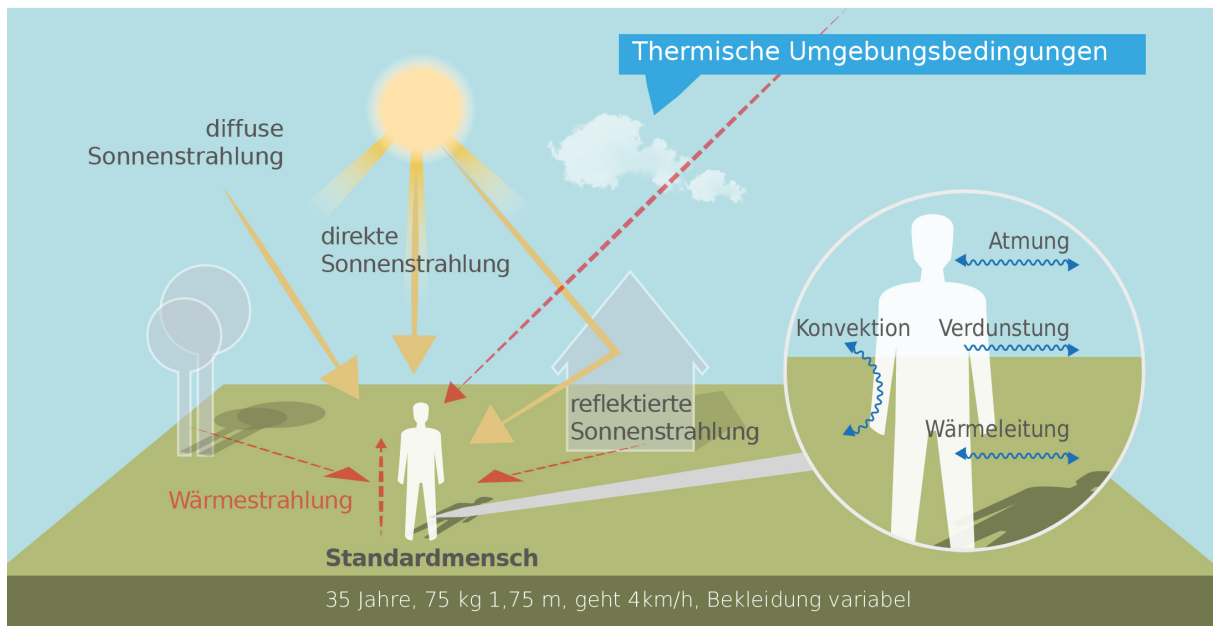 Thermische Umgebungsbedingungen
diffuse
Sonnenstrahlung
direkte
Sonnenstrahlung
Atmung
Konvektion
Verdunstung
reflektierte
Sonnenstrahlung
Wärmeleitung
Wärmestrahlung
Standardmensch
35 Jahre, 75 kg 1,75 m, geht 4km/h, Bekleidung variabel